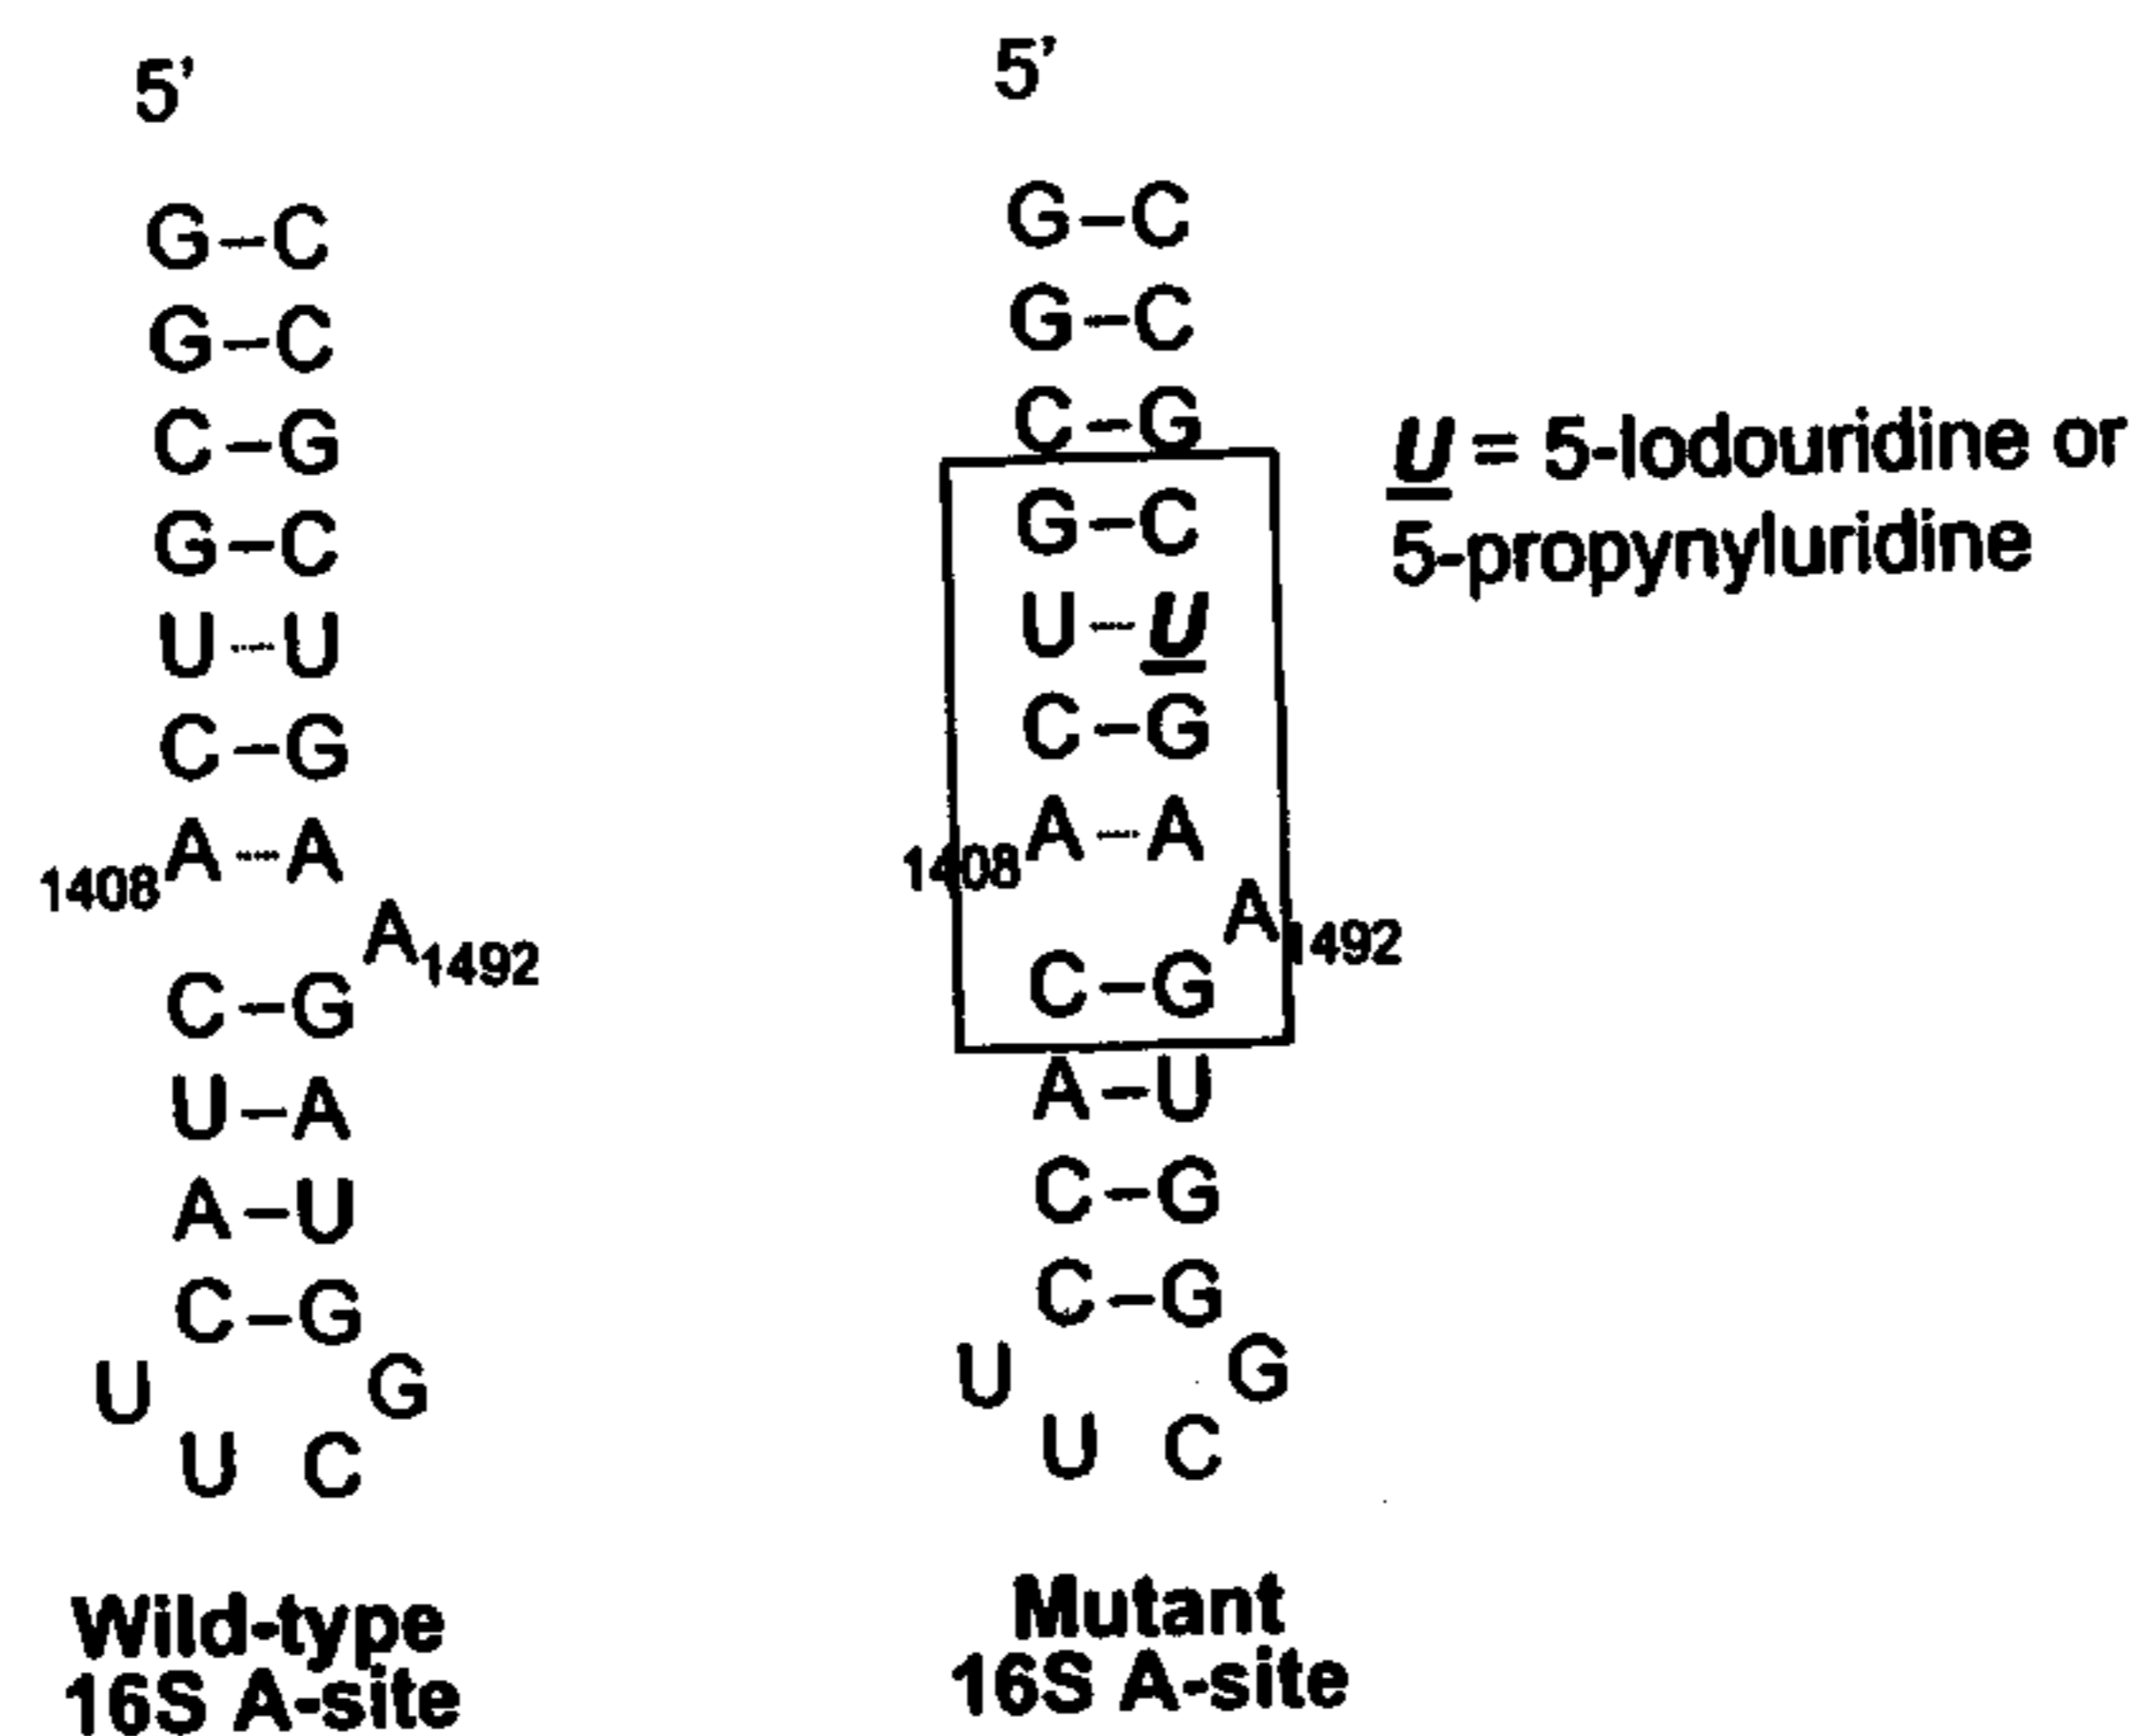 5'
G–C
G–C
C–G
G–C
U---U
C–G
1408A---A
A1492
C–G
U–A
A–U
C–G
U G
U C
Wild-type
16S A-site
5'
G–C
G–C
C–G
G–C
U---U
C–G
1408A---A
A1492
C–G
A–U
C–G
C–G
U G
U C
Mutant
16S A-site
U = 5-Iodouridine or
5-propynyluridine